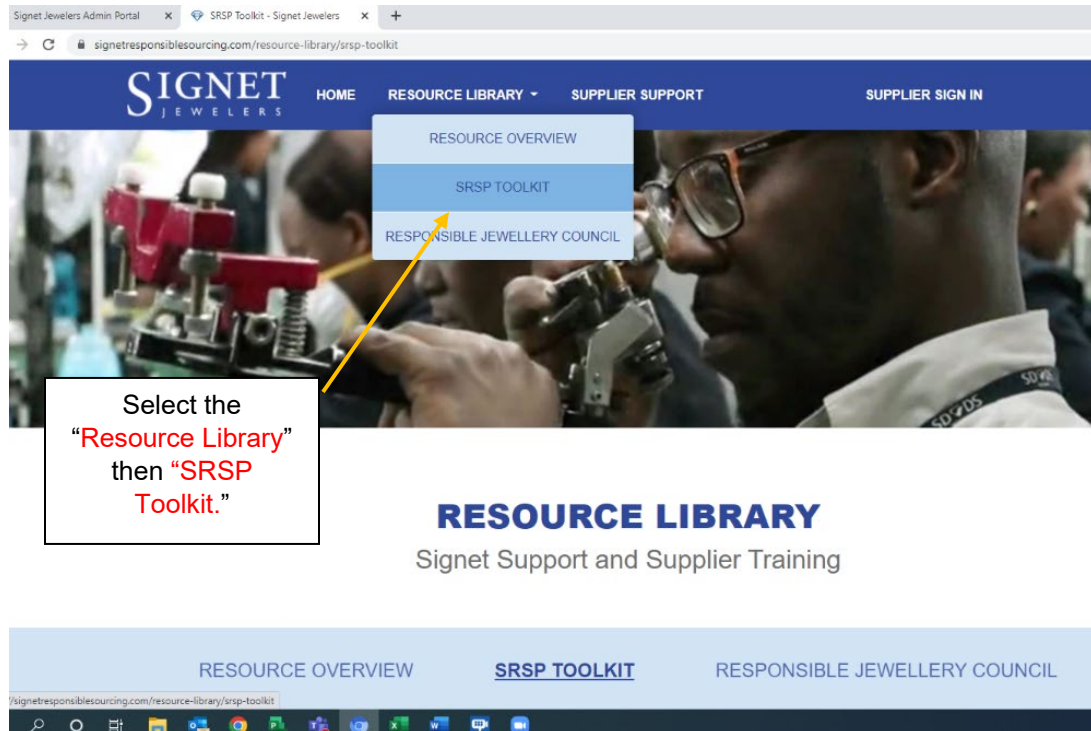 Signet Jewelers Admin Portal
SRSP Toolkit - Signet Jewelers
signetresponsiblesourcing.com/resource-library/srsp-toolkit
SIGNET
JEWELERS
HOME
RESOURCE LIBRARY
SUPPLIER SUPPORT
SUPPLIER SIGN IN
RESOURCE OVERVIEW
SRSP TOOLKIT
RESPONSIBLE JEWELLERY COUNCIL
Select the
“Resource Library”
then “SRSP
Toolkit.”
RESOURCE LIBRARY
Signet Support and Supplier Training
RESOURCE OVERVIEW
SRSP TOOLKIT
RESPONSIBLE JEWELLERY COUNCIL
//signetresponsiblesourcing.com/resource-library/srsp-toolkit